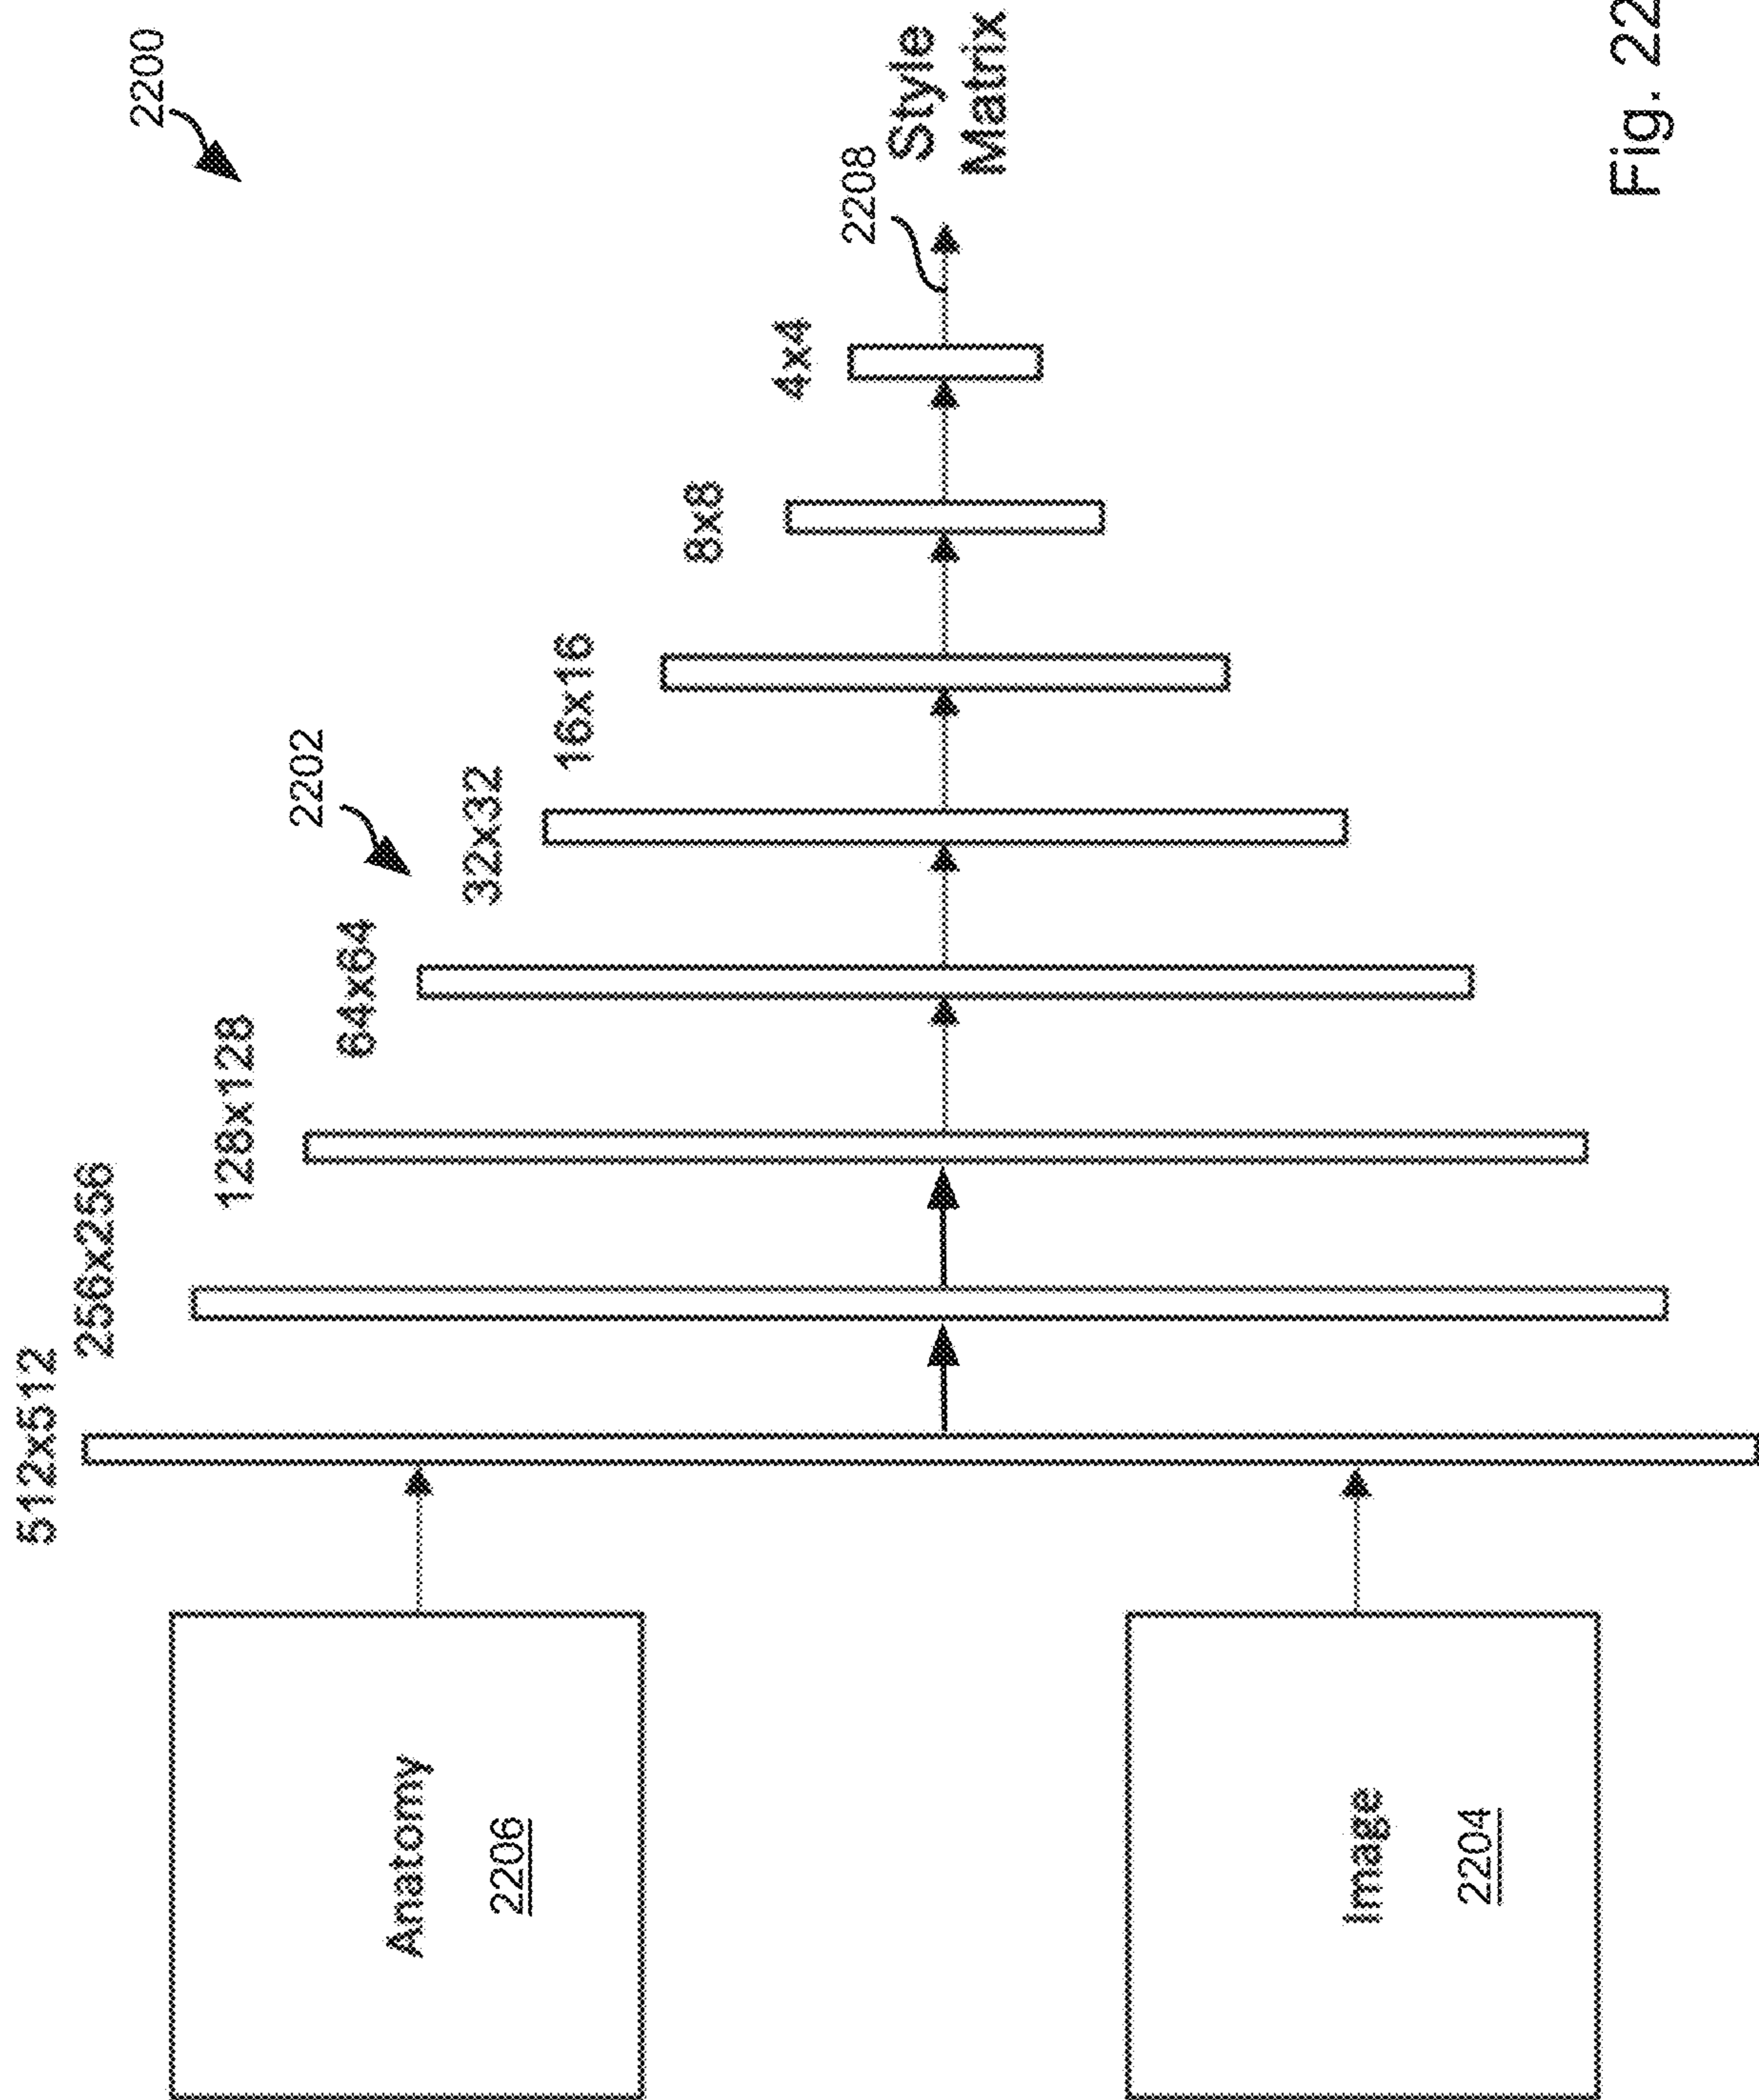 2200
512x512
256x256
128x128
64x64
2202
32x32
16x16
8x8
4x4
2208
Style
Matrix
Anatomy
2206
Image
2204
Fig. 22